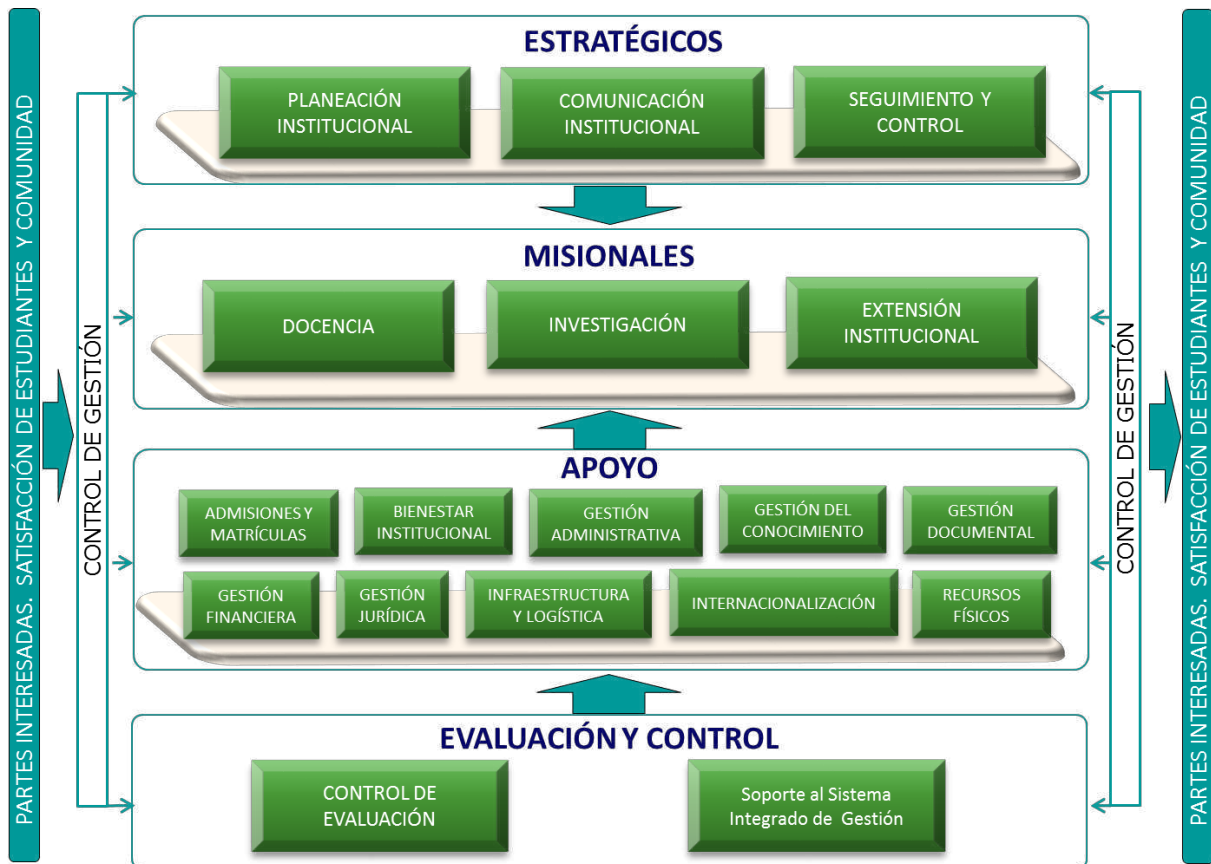 PARTES INTERESADAS. SATISFACCIÓN DE ESTUDIANTES Y COMUNIDAD
CONTROL DE GESTIÓN
ESTRATÉGICOS
PLANEACIÓN
INSTITUCIONAL
COMUNICACIÓN
INSTITUCIONAL
SEGUIMIENTO Y
CONTROL
MISIONALES
DOCENCIA
INVESTIGACIÓN
EXTENSIÓN
INSTITUCIONAL
APOYO
ADMISIONES Y
MATRÍCULAS
BIENESTAR
INSTITUCIONAL
GESTIÓN
ADMINISTRATIVA
GESTIÓN DEL
CONOCIMIENTO
GESTIÓN
DOCUMENTAL
GESTIÓN
FINANCIERA
GESTIÓN
JURÍDICA
INFRAESTRUCTURA
Y LOGÍSTICA
INTERNACIONALIZACIÓN
RECURSOS
FÍSICOS
EVALUACIÓN Y CONTROL
CONTROL DE
EVALUACIÓN
Soporte al Sistema
Integrado de Gestión
CONTROL DE GESTIÓN
PARTES INTERESADAS. SATISFACCIÓN DE ESTUDIANTES Y COMUNIDAD